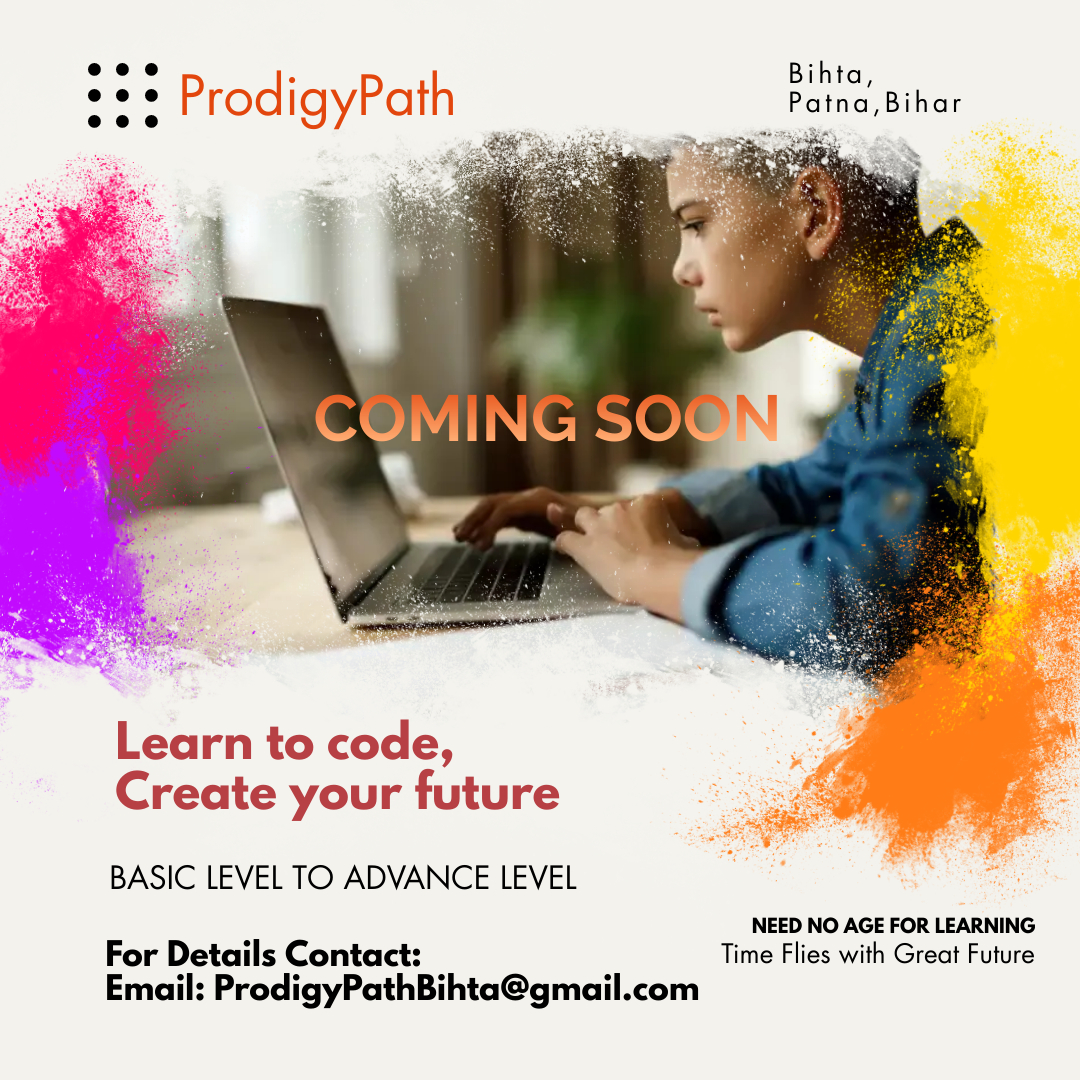 ProdigyPath
Bihta,
Patna,Bihar
COMING SOON
Learn to code,
Create your future
BASIC LEVEL TO ADVANCE LEVEL
For Details Contact:
Email: ProdigyPathBihta@gmail.com
NEED NO AGE FOR LEARNING
Time Flies with Great Future